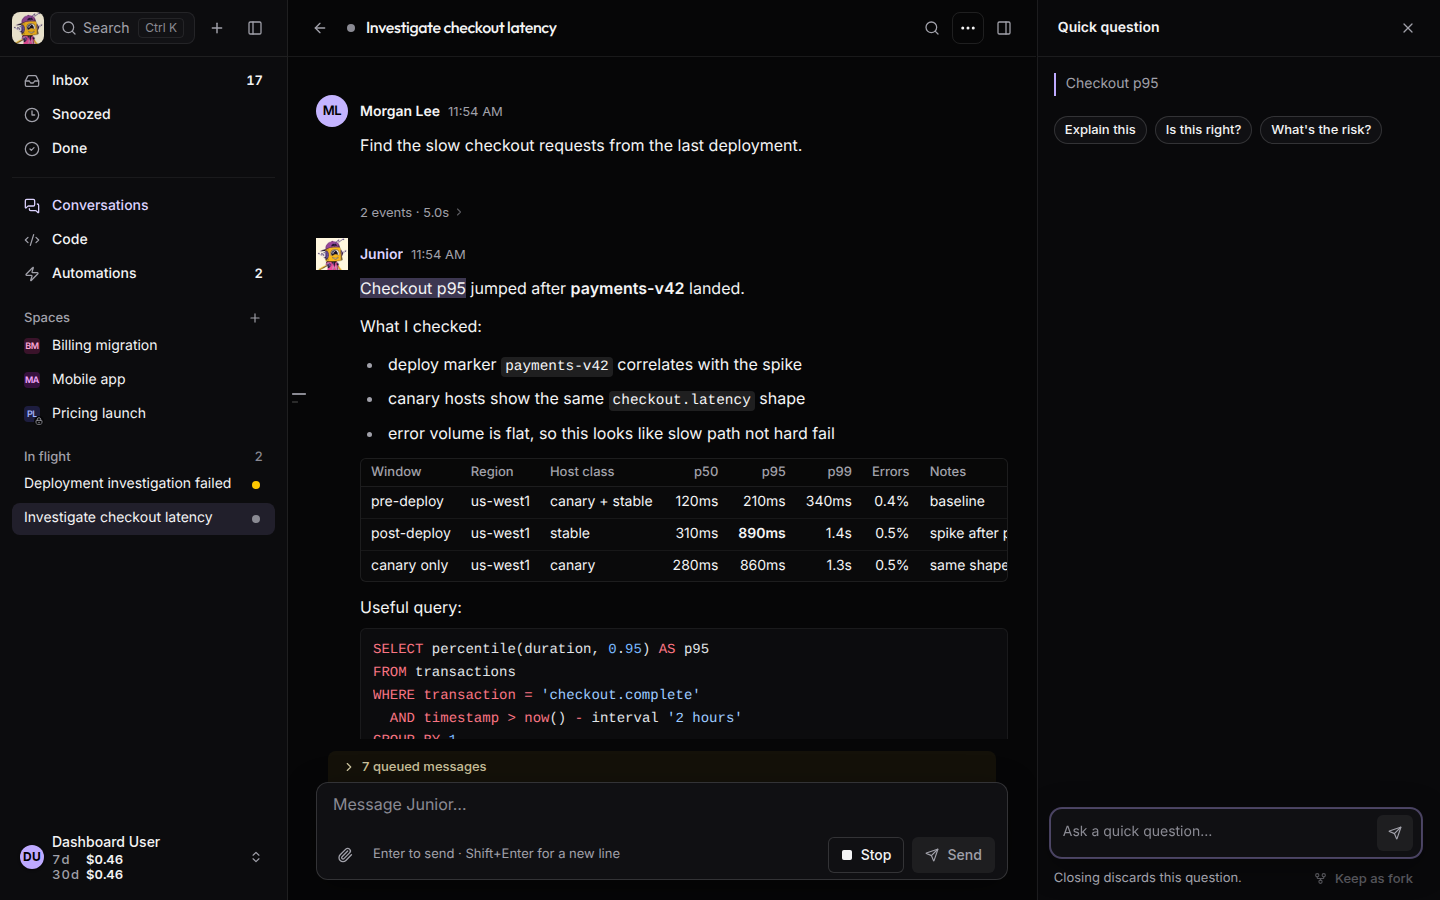 Search Ctrl K
Inbox 17
Snoozed
Done
Conversations
Code
Automations 2
Spaces
BM Billing migration
MA Mobile app
PL Pricing launch
In flight 2
Deployment investigation failed
Investigate checkout latency
DU Dashboard User
7d $0.46
30d $0.46
Investigate checkout latency
ML Morgan Lee 11:54 AM
Find the slow checkout requests from the last deployment.
2 events · 5.0s
Junior 11:54 AM
Checkout p95 jumped after payments-v42 landed.
What I checked:
• deploy marker payments-v42 correlates with the spike
• canary hosts show the same checkout.latency shape
• error volume is flat, so this looks like slow path not hard fail
Window Region Host class p50 p95 p99 Errors Notes
pre-deploy us-west1 canary + stable 120ms 210ms 340ms 0.4% baseline
post-deploy us-west1 stable 310ms 890ms 1.4s 0.5% spike after p
canary only us-west1 canary 280ms 860ms 1.3s 0.5% same shape
Useful query:
SELECT percentile(duration, 0.95) AS p95
FROM transactions
WHERE transaction = 'checkout.complete'
AND timestamp > now() - interval '2 hours'
GROUP BY 1
7 queued messages
Message Junior...
Enter to send · Shift+Enter for a new line
Stop
Send
Quick question
Checkout p95
Explain this
Is this right?
What's the risk?
Ask a quick question...
Closing discards this question.
Keep as fork